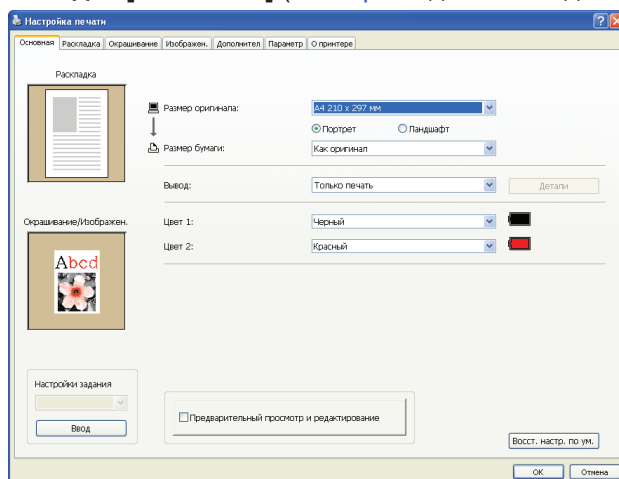 Настройка печати
Основная Раскладка Окрашивание Изображен. Дополнител Параметр О принтере
Раскладка
Размер оригинала: A4 210 x 297 мм
Портрет Ландшафт
Размер бумаги: Как оригинал
Вывод: Только печать Детали
Окрашивание/Изображен.
Цвет 1: Черный
Цвет 2: Красный
Abcd
Настройки задания
Предварительный просмотр и редактирование
Ввод
Восст. настр. по ум.
OK Отмена